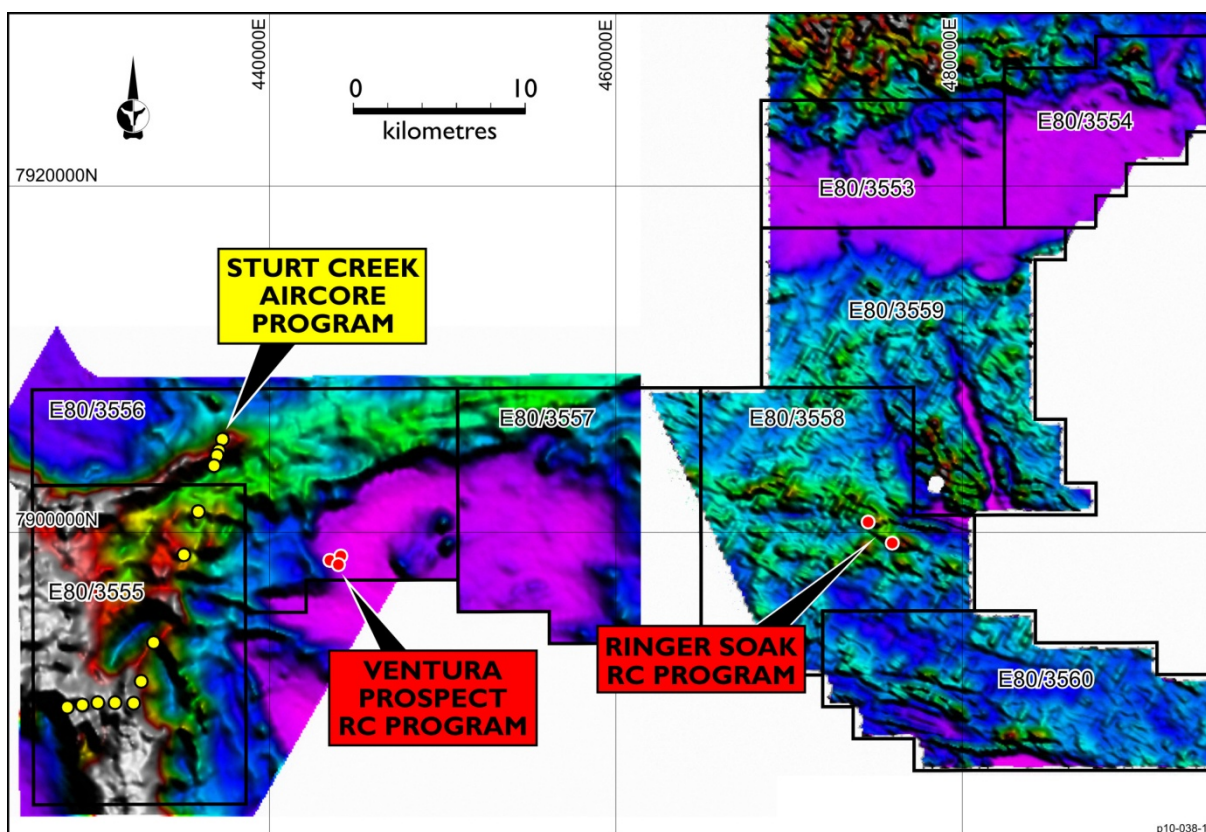 440000E
460000E
480000E
0 10
kilometres
E80/3554
7920000N
E80/3553
STURT CREEK
AIRCORE
PROGRAM
E80/3559
E80/3556
E80/3557
E80/3558
7900000N
E80/3555
VENTURA
PROSPECT
RC PROGRAM
RINGER SOAK
RC PROGRAM
E80/3560
p10-038-1